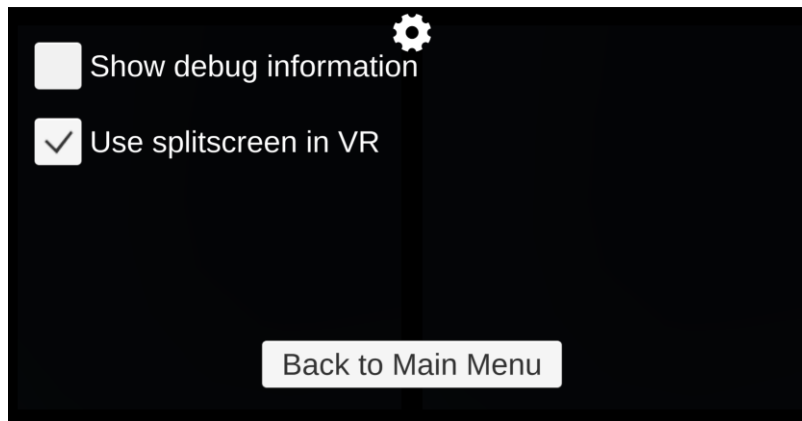 Show debug information
Use splitscreen in VR
Back to Main Menu